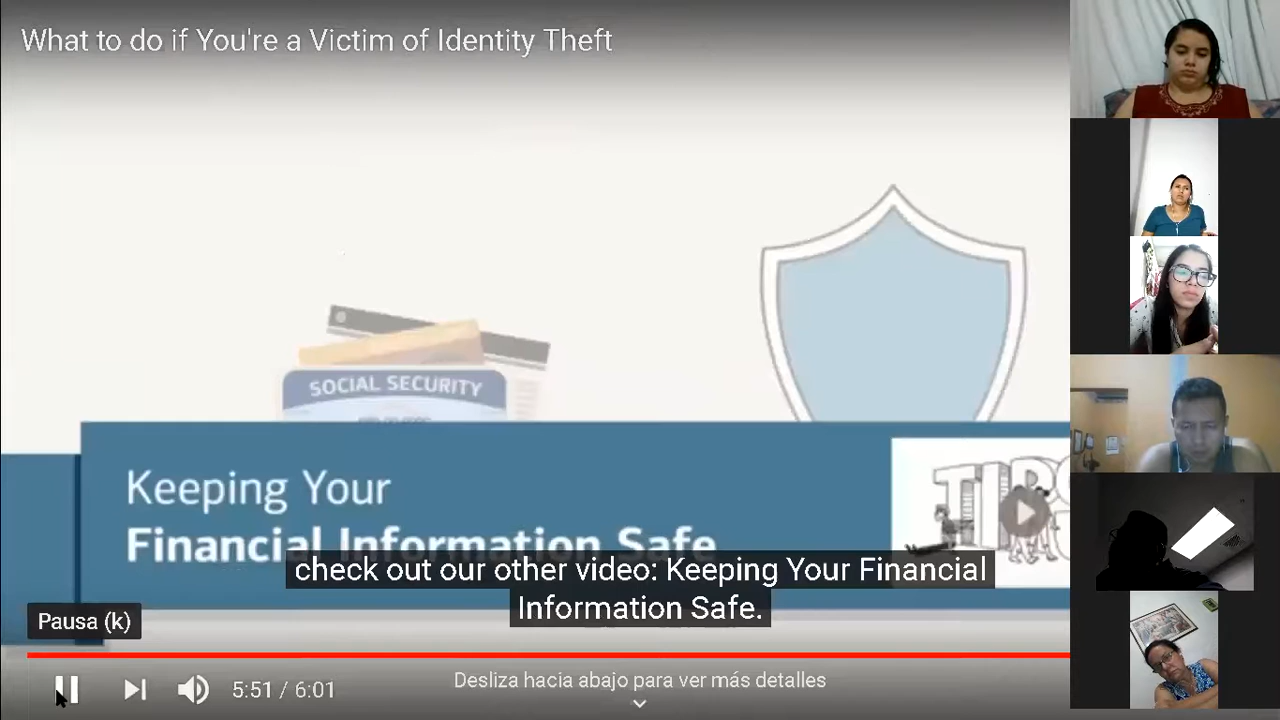 What to do if You're a Victim of Identity Theft
SOCIAL SECURITY
Keeping Your
Financial Information Safe
check out our other video: Keeping Your Financial
Information Safe.
Pausa (k)
5:51 / 6:01
Desliza hacia abajo para ver más detalles